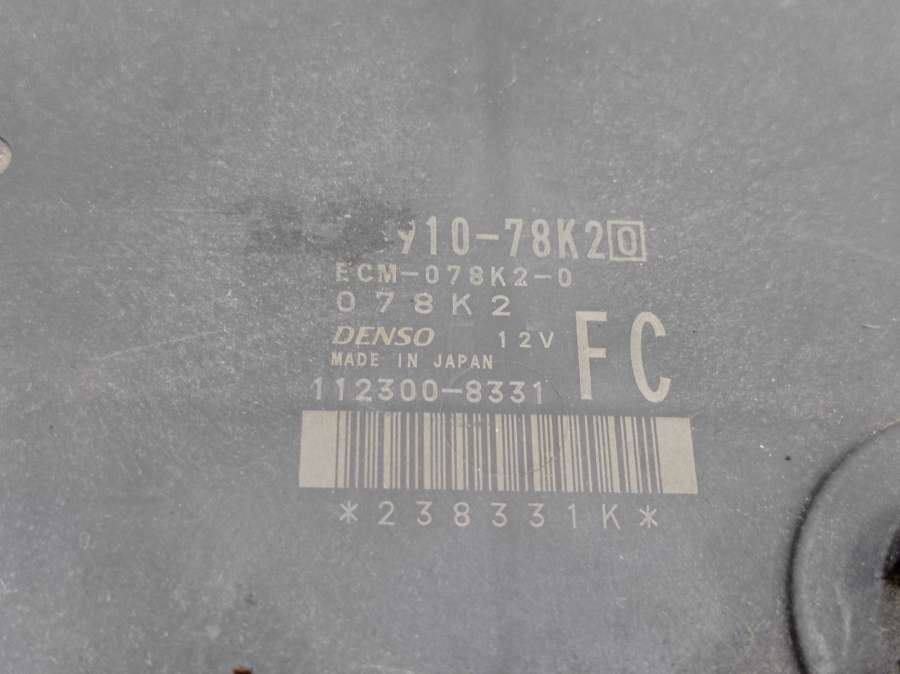 910-78K20
ECM-078K2-0
078K2
DENSO 12V
FC
MADE IN JAPAN
112300-8331
*238331K*